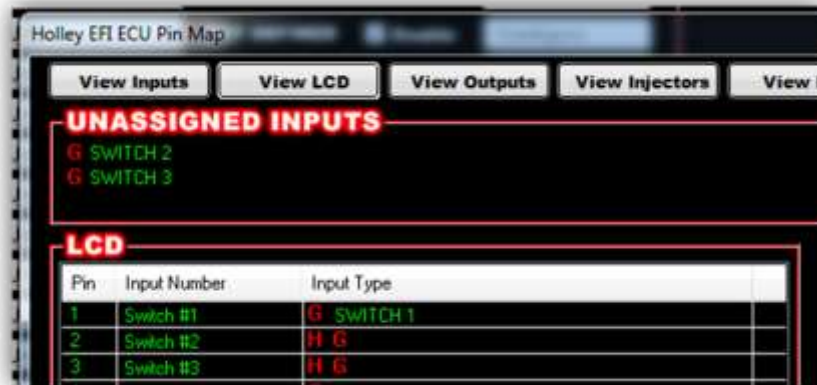 Holley EFI ECU Pin Map
View Inputs View LCD View Outputs View Injectors View
UNASSIGNED INPUTS
G SWITCH 2
G SWITCH 3
LCD
Pin Input Number Input Type
1 Switch #1 G SWITCH 1
2 Switch #2 H G
3 Switch #3 H G